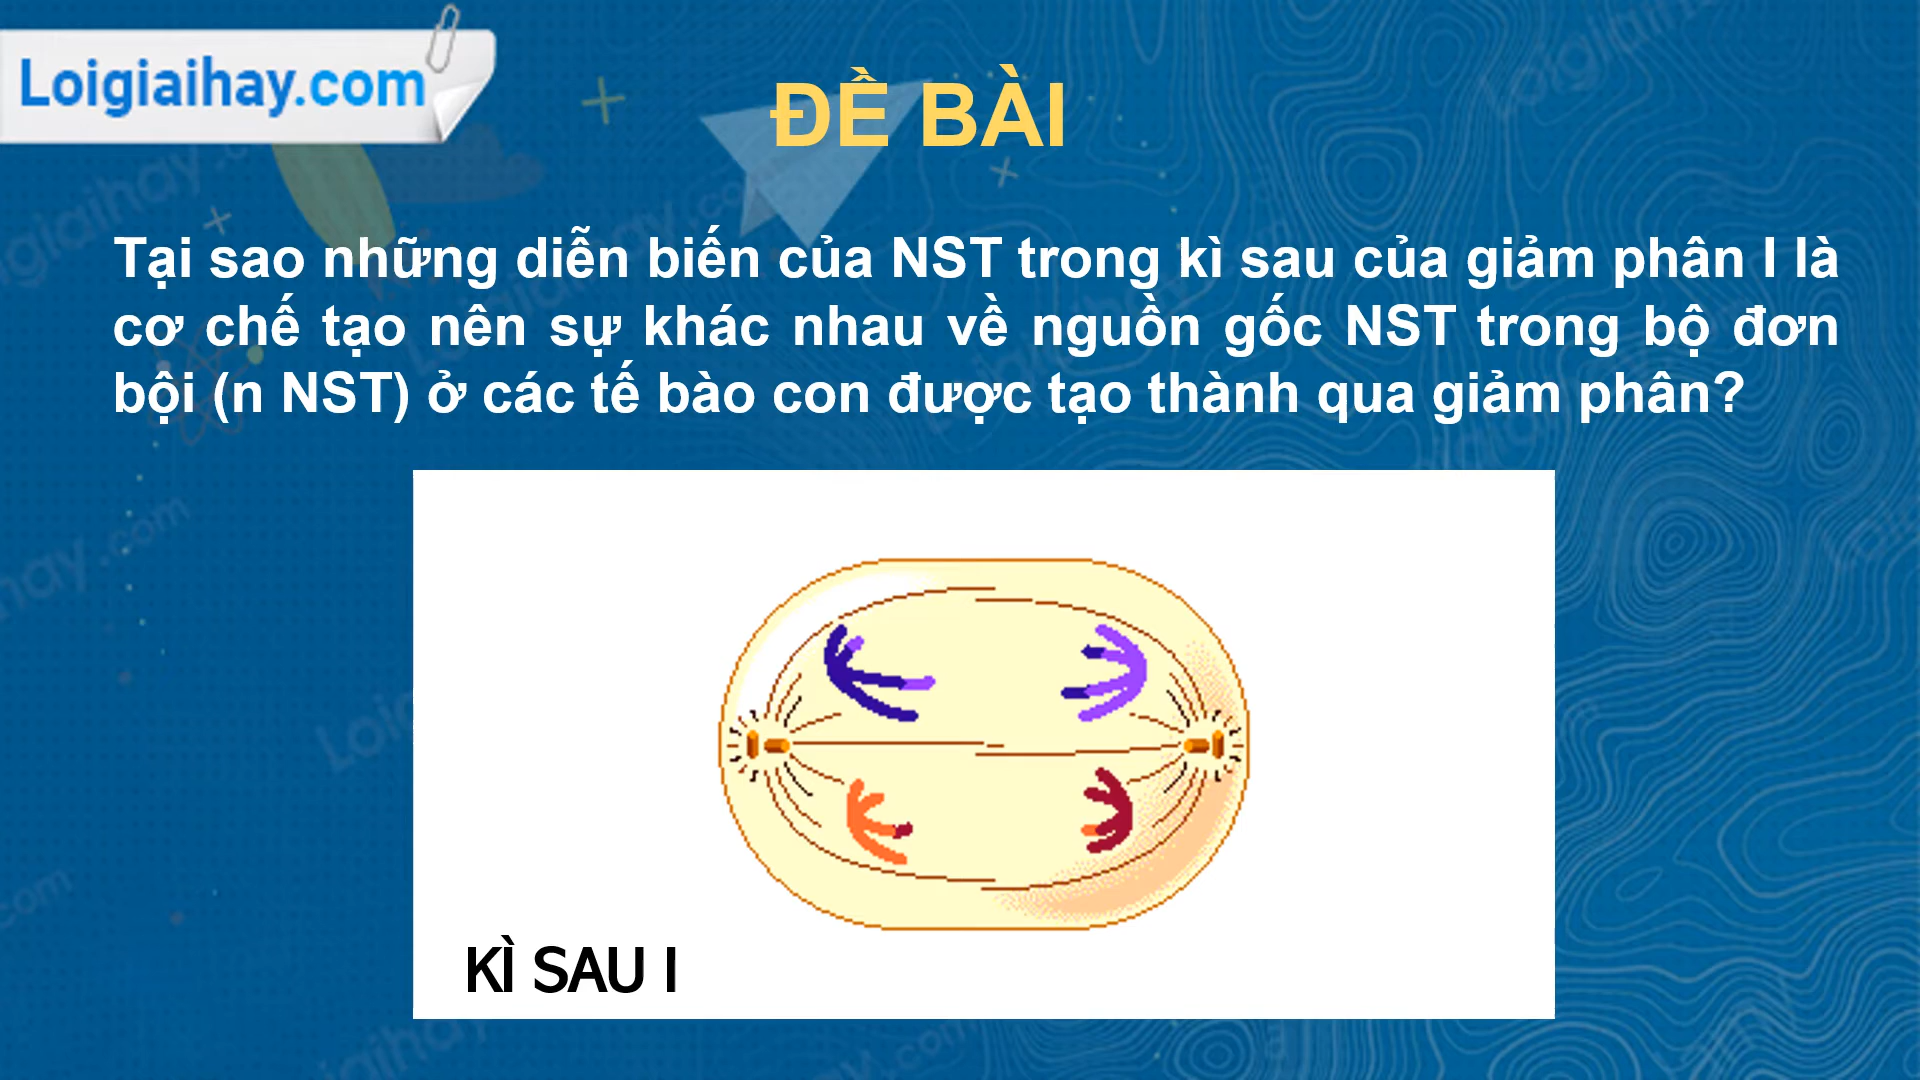 Loigiaihay.com
ĐỀ BÀI
Tại sao những diễn biến của NST trong kì sau của giảm phân I là
cơ chế tạo nên sự khác nhau về nguồn gốc NST trong bộ đơn
bội (n NST) ở các tế bào con được tạo thành qua giảm phân?
KÌ SAU I